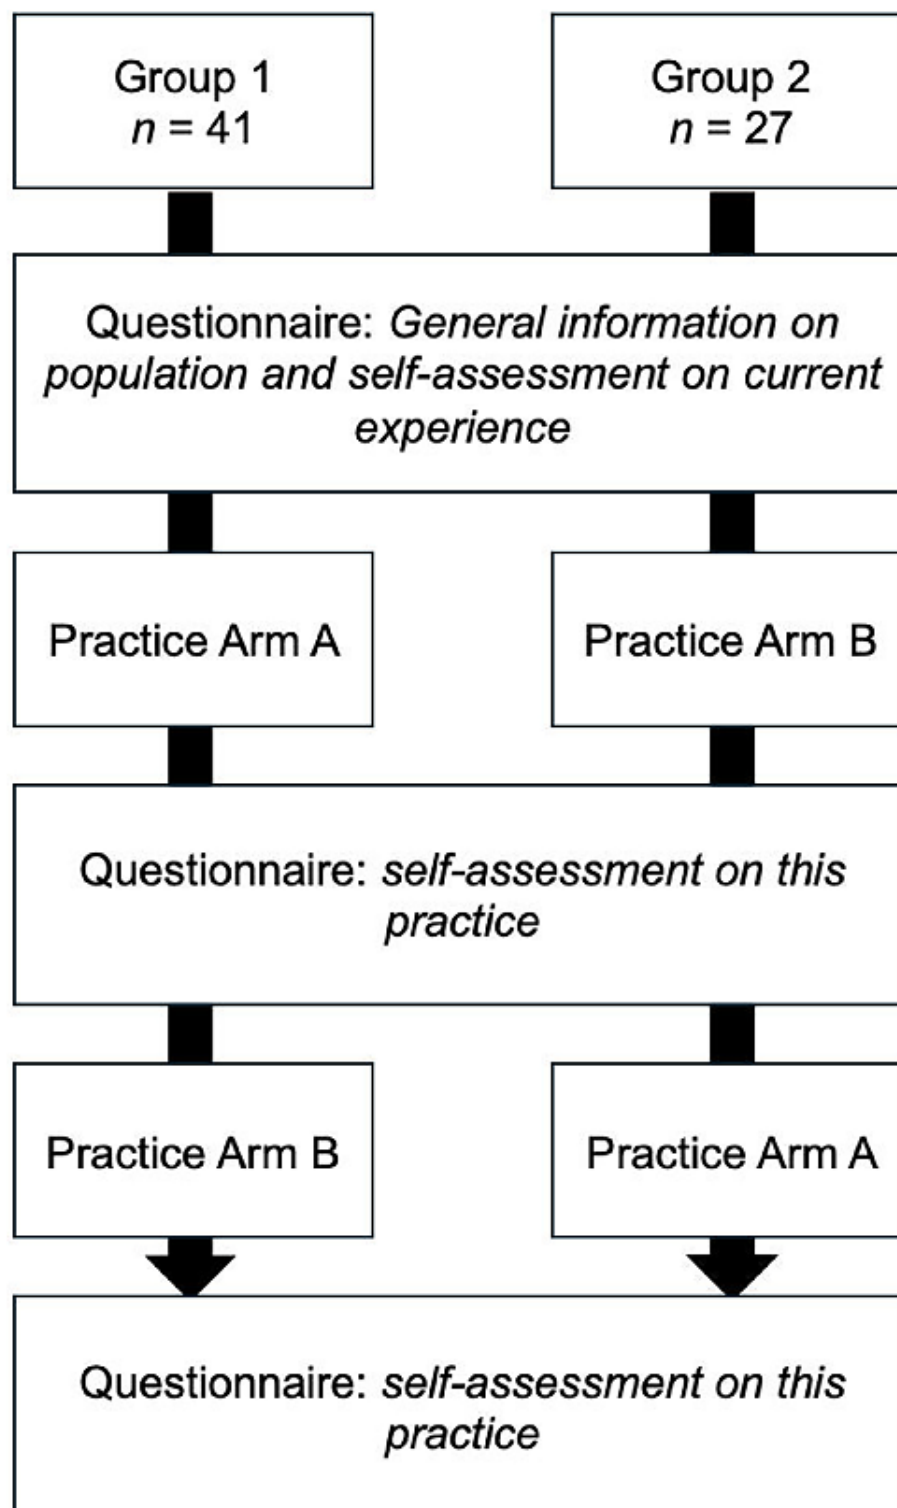 Group 1
n = 41
Group 2
n = 27
Questionnaire: General information on
population and self-assessment on current
experience
Practice Arm A
Practice Arm B
Questionnaire: self-assessment on this
practice
Practice Arm B
Practice Arm A
Questionnaire: self-assessment on this
practice